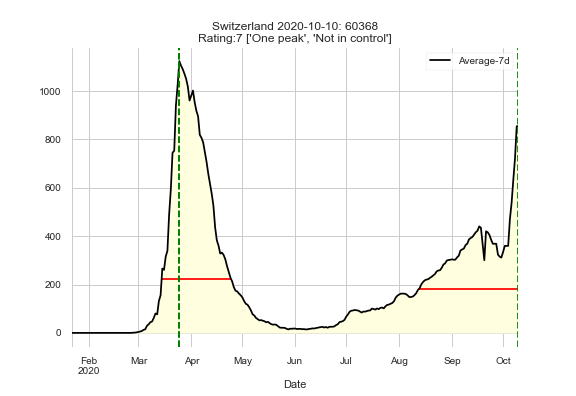 Switzerland 2020-10-10: 60368
Rating:7 ['One peak', 'Not in control']
Average-7d
1000
800
600
400
200
0
Feb Mar Apr May Jun Jul Aug Sep Oct
2020
Date